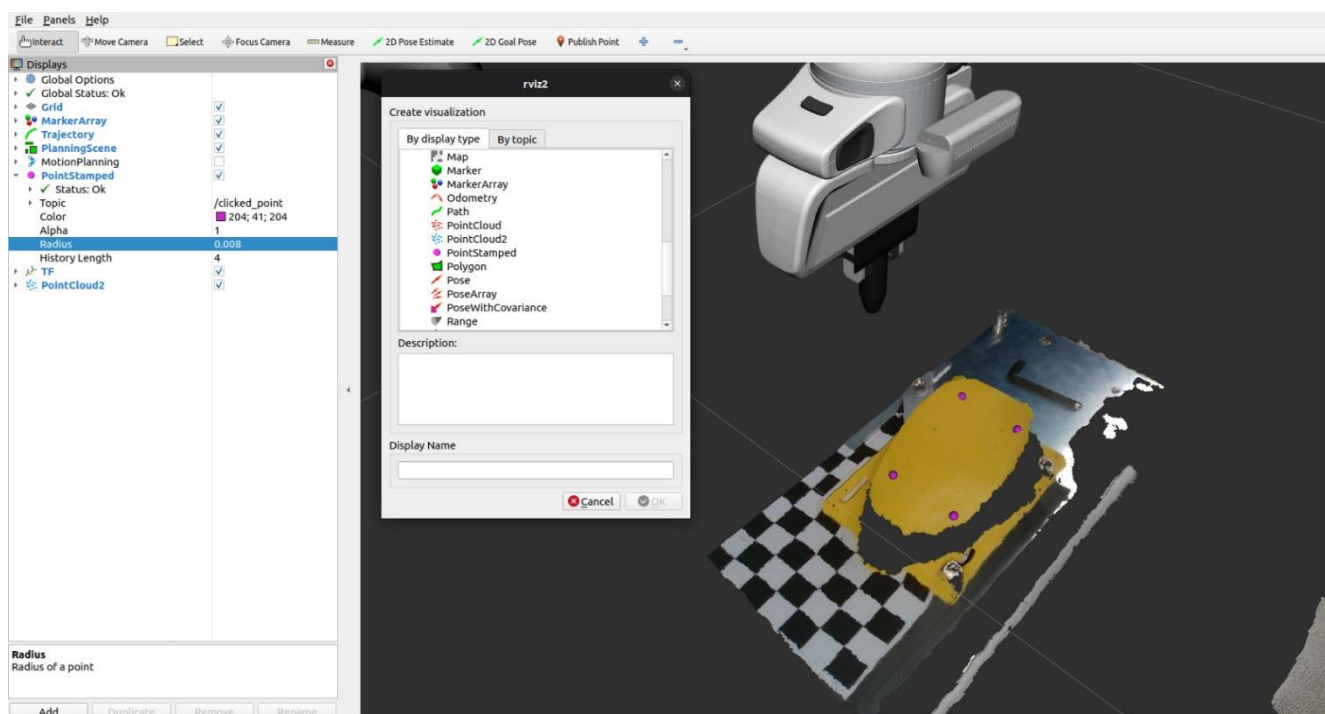 File Panels Help
Interact Move Camera Select Focus Camera Measure 2D Pose Estimate 2D Goal Pose Publish Point
Displays
Global Options
Global Status: Ok
Grid
MarkerArray
Trajectory
PlanningScene
MotionPlanning
PointStamped
Status: Ok
Topic /clicked_point
Color 204; 41; 204
Alpha 1
Radius 0.008
History Length 4
TF
PointCloud2
Radius
Radius of a point
Add Duplicate Remove Rename
rviz2
Create visualization
By display type By topic
Map
Marker
MarkerArray
Odometry
Path
PointCloud
PointCloud2
PointStamped
Polygon
Pose
PoseArray
PoseWithCovariance
Range
Description:
Display Name
Cancel OK